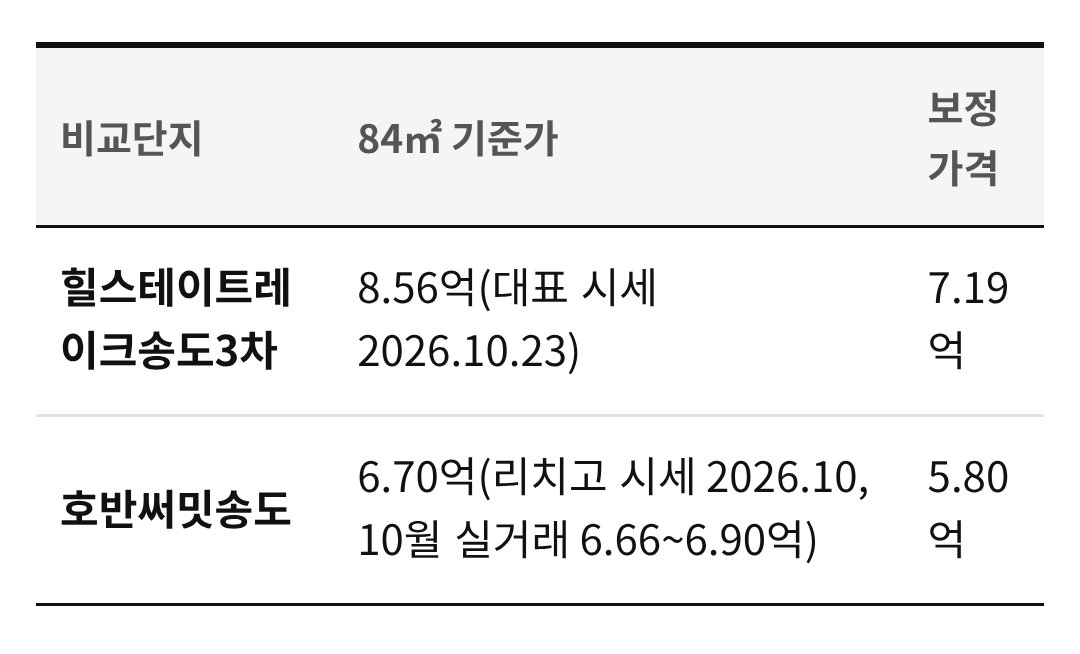 비교단지
84㎡ 기준가
보정
가격
힐스테이트레
이크송도3차
8.56억(대표 시세
2026.10.23)
7.19
억
호반써밋송도
6.70억(리치고 시세 2026.10,
10월 실거래 6.66~6.90억)
5.80
억